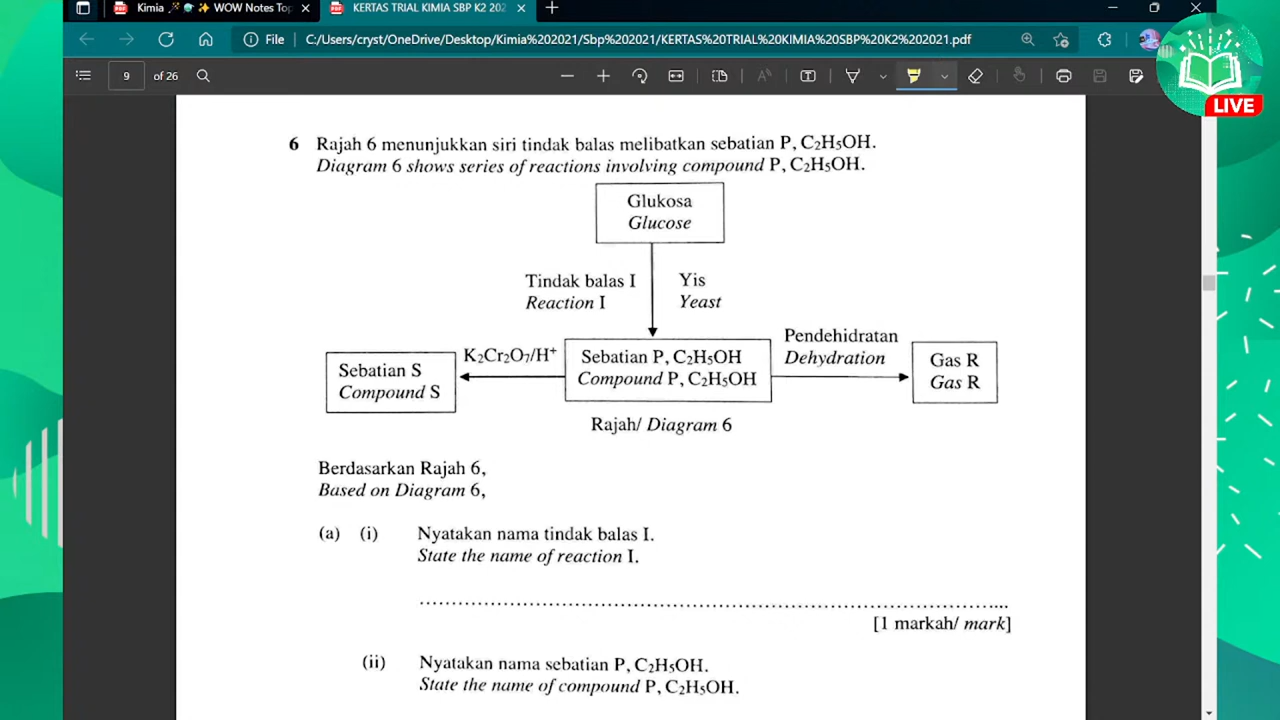 Kimia 🪄 🎓 ✨ WOW Notes Top
KERTAS TRIAL KIMIA SBP K2 202
File
C:/Users/cryst/OneDrive/Desktop/Kimia%202021/Sbp%202021/KERTAS%20TRIAL%20KIMIA%20SBP%20K2%202021.pdf
9 of 26
LIVE
6 Rajah 6 menunjukkan siri tindak balas melibatkan sebatian P, C₂H₅OH.
Diagram 6 shows series of reactions involving compound P, C₂H₅OH.
Glukosa
Glucose
Tindak balas I
Reaction I
Yis
Yeast
K₂Cr₂O₇/H⁺
Pendehidratan
Dehydration
Sebatian S
Compound S
Sebatian P, C₂H₅OH
Compound P, C₂H₅OH
Gas R
Gas R
Rajah/ Diagram 6
Berdasarkan Rajah 6,
Based on Diagram 6,
(a) (i) Nyatakan nama tindak balas I.
State the name of reaction I.
[1 markah/ mark]
(ii) Nyatakan nama sebatian P, C₂H₅OH.
State the name of compound P, C₂H₅OH.